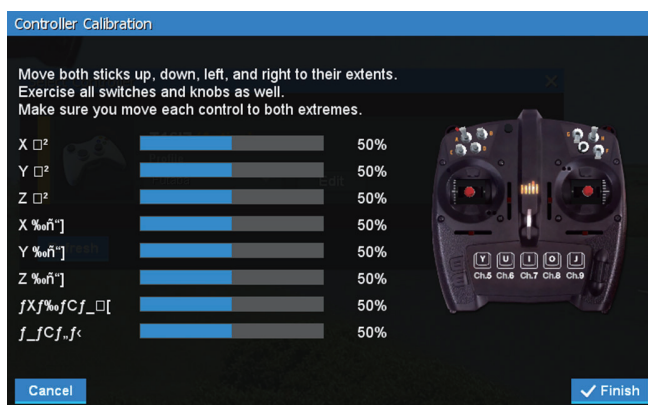 Controller Calibration
Move both sticks up, down, left, and right to their extents.
Exercise all switches and knobs as well.
Make sure you move each control to both extremes.
X □² 50%
Y □² 50%
Z □² 50%
X ‰ñ“] 50%
Y ‰ñ“] 50%
Z ‰ñ“] 50%
ƒXƒ‰ƒCƒ_□[ 50%
ƒ_ƒCƒ„ƒ‹ 50%
Edit
Y U I O J
Ch.5 Ch.6 Ch.7 Ch.8 Ch.9
Cancel
✓ Finish